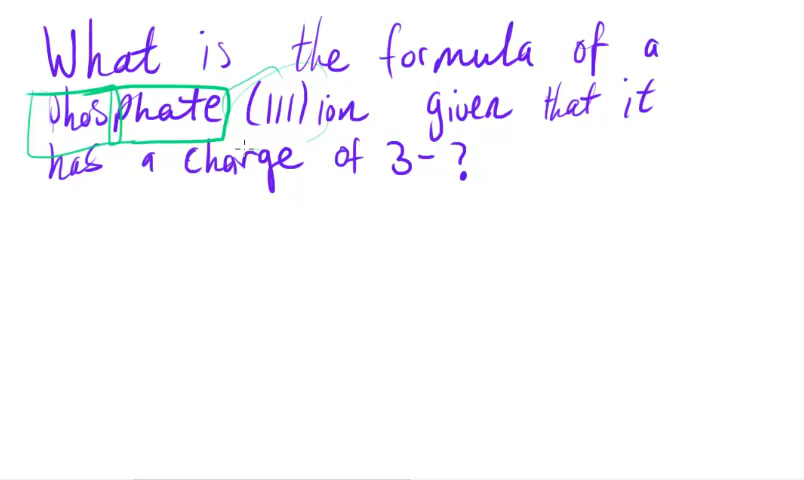 What is the formula of a
phosphate (III) ion given that it
has a charge of 3- ?